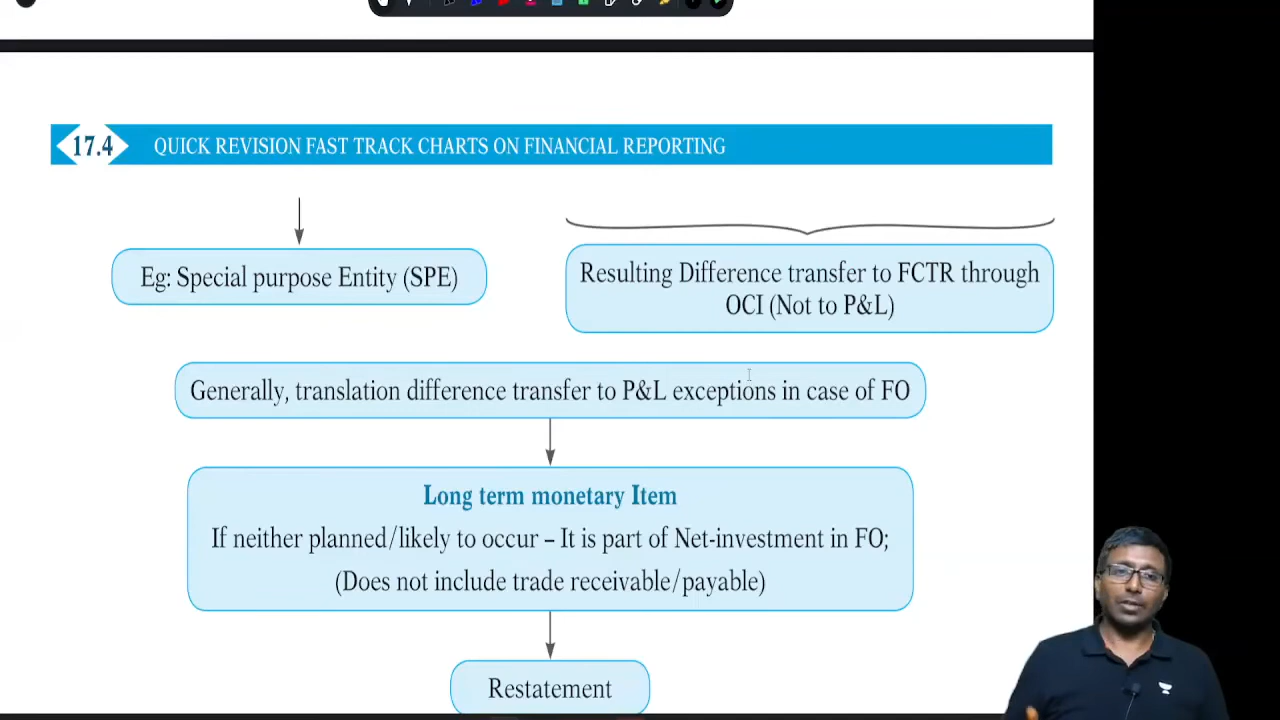 17.4
QUICK REVISION FAST TRACK CHARTS ON FINANCIAL REPORTING
Eg: Special purpose Entity (SPE)
Resulting Difference transfer to FCTR through
OCI (Not to P&L)
Generally, translation difference transfer to P&L exceptions in case of FO
Long term monetary Item
If neither planned/likely to occur – It is part of Net-investment in FO;
(Does not include trade receivable/payable)
Restatement